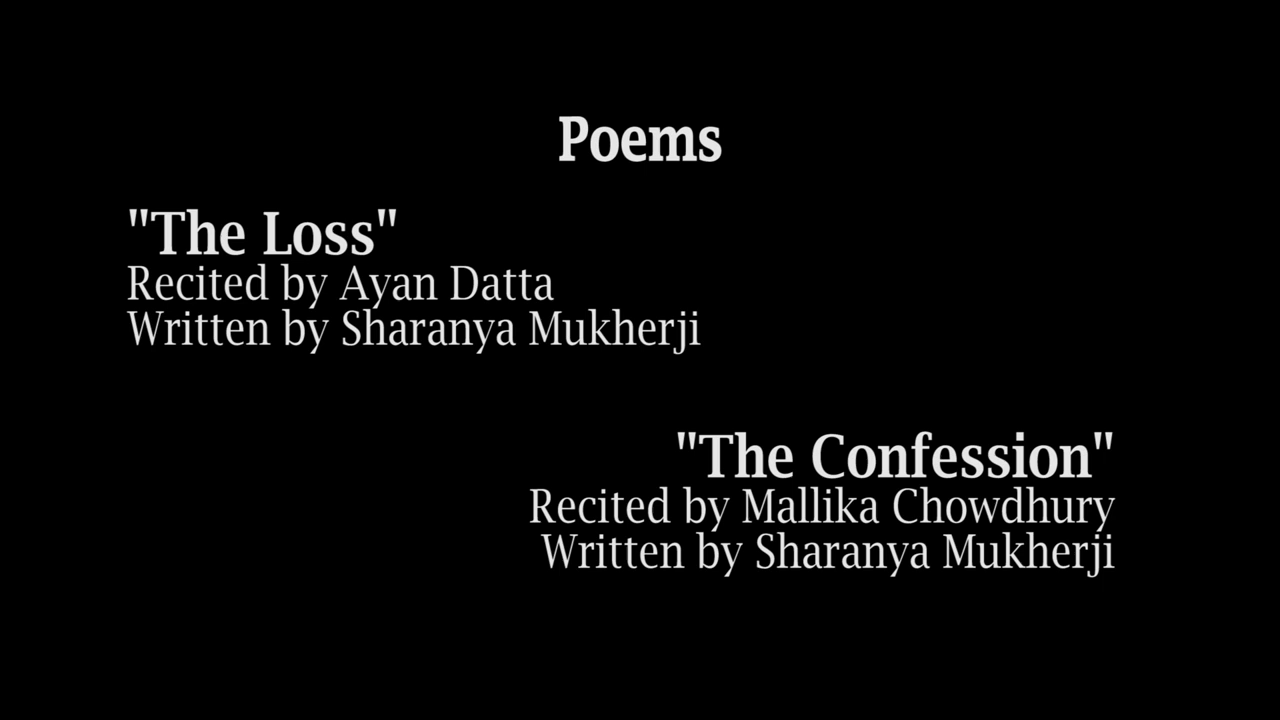 Poems
"The Loss"
Recited by Ayan Datta
Written by Sharanya Mukherji
"The Confession"
Recited by Mallika Chowdhury
Written by Sharanya Mukherji